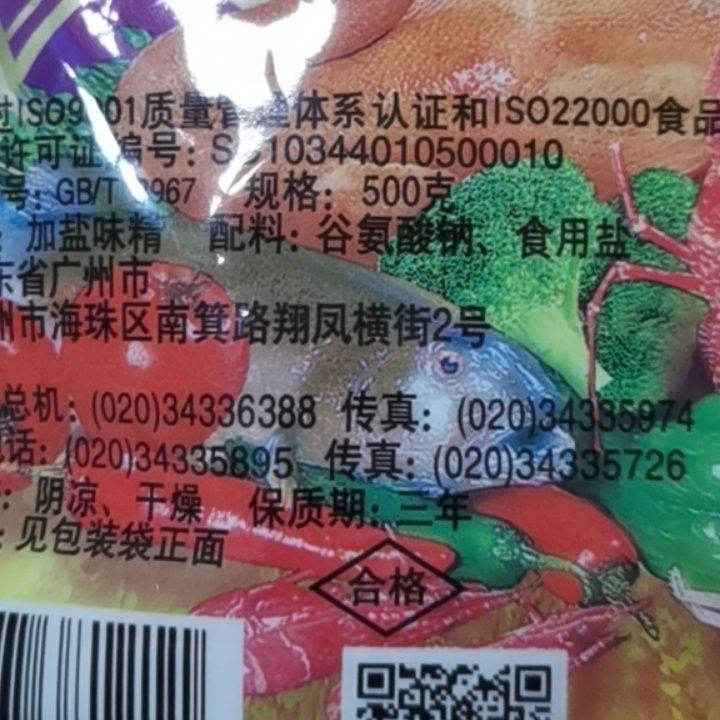 ISO9001质量管理体系认证和ISO22000食品
许可证编号: SC10344010500010
号: GB/T 8967 规格: 500克
: 加盐味精 配料: 谷氨酸钠、食用盐
东省广州市
州市海珠区南箕路翔凤横街2号
总机: (020)34336388 传真: (020)34335974
电话: (020)34335895 传真: (020)34335726
: 阴凉、干燥 保质期: 三年
: 见包装袋正面
合格